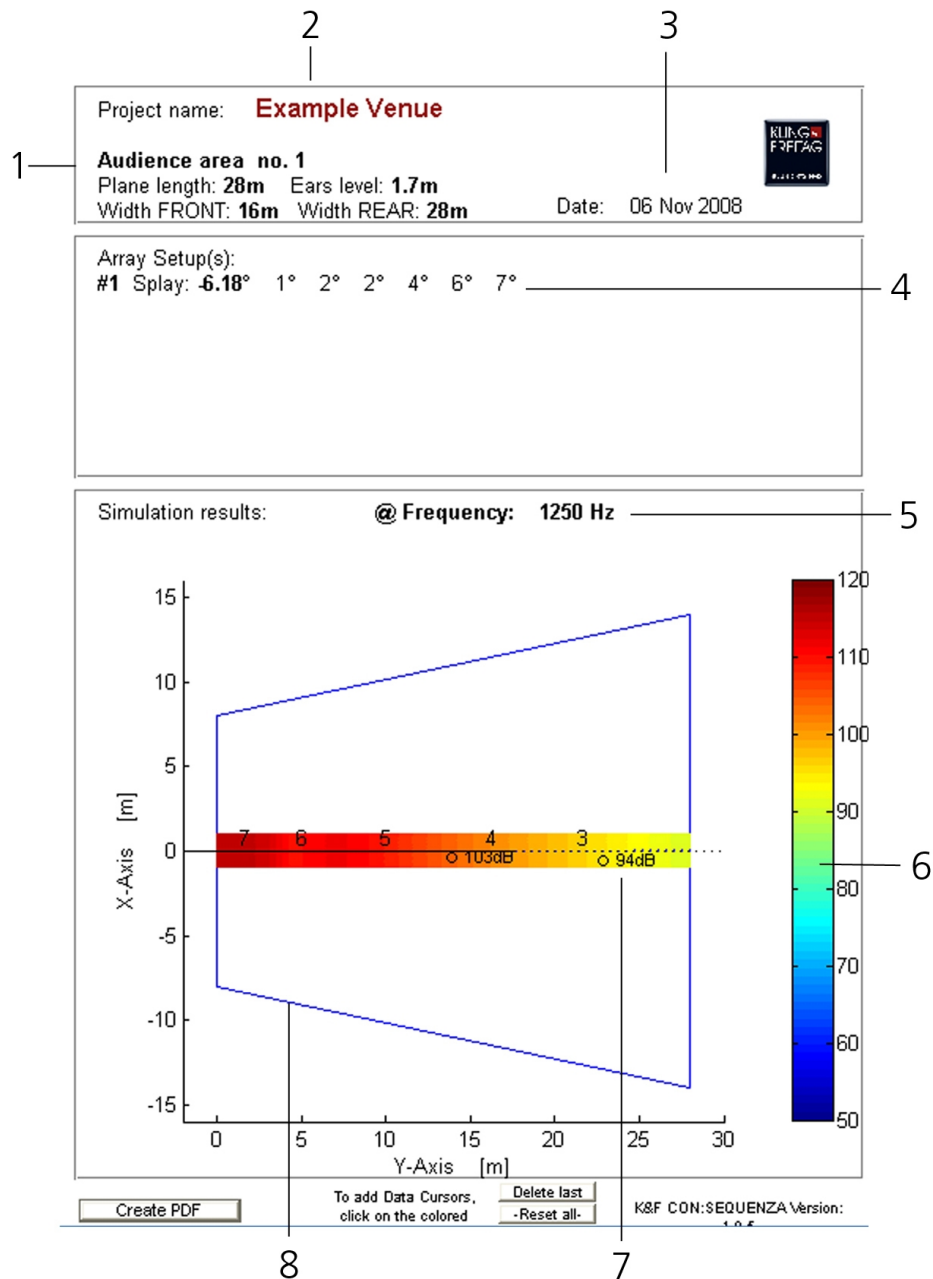 2
3
Project name: Example Venue
KLING
FREITAG
1
Audience area no. 1
Plane length: 28m Ears level: 1.7m
Width FRONT: 16m Width REAR: 28m
Date: 06 Nov 2008
Array Setup(s):
#1 Splay: -6.18° 1° 2° 2° 4° 6° 7°
4
Simulation results: @ Frequency: 1250 Hz
5
120
15
110
10
100
5
90
7 6 5 4 3
0
103dB
94dB
6
80
X-Axis [m]
-5
70
-10
60
-15
50
0 5 10 15 20 25 30
Y-Axis [m]
Create PDF
To add Data Cursors,
click on the colored
Delete last
-Reset all-
K&F CON:SEQUENZA Version:
8
7